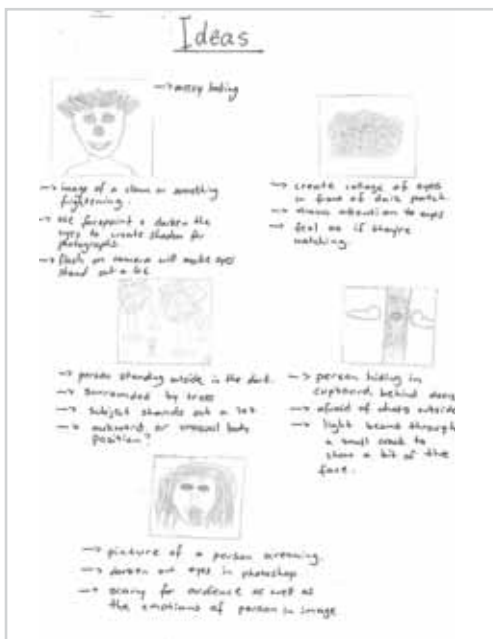 Ideas
→ messy looking
→ image of a clown or something
frightening.
→ use facepaint & darken the
eyes to create shadow for
photographs.
→ flash on camera will make eyes
stand out a lot
→ create collage of eyes
in front of dark patch.
→ draws attention to eyes
→ feel as if they're
watching.
→ person standing outside in the dark.
→ surrounded by trees
→ subject stands out a lot
→ awkward or unusual body
position?
→ person hiding in
cupboard behind doors
→ afraid of whats outside
→ light beams through
a small crack to
show a bit of the
face.
→ picture of a person screaming.
→ darken out eyes in photoshop
→ scary for audience as well as
the emotions of person in image